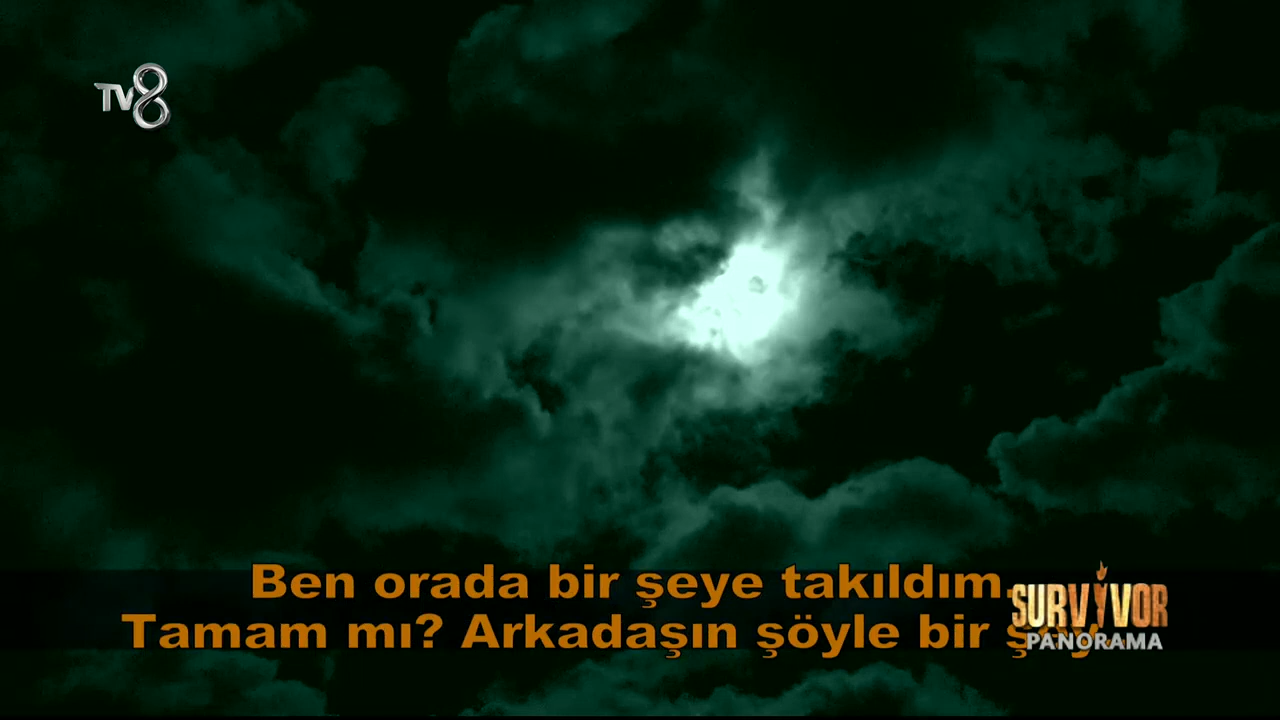 TV8
Ben orada bir şeye takıldım.
Tamam mı? Arkadaşın şöyle bir
SURVIVOR
PANORAMA